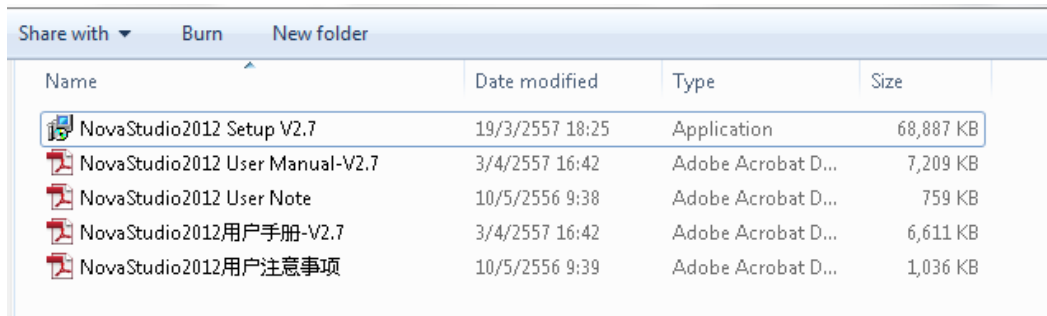 Share with Burn New folder
Name Date modified Type Size
NovaStudio2012 Setup V2.7 19/3/2557 18:25 Application 68,887 KB
NovaStudio2012 User Manual-V2.7 3/4/2557 16:42 Adobe Acrobat D... 7,209 KB
NovaStudio2012 User Note 10/5/2556 9:38 Adobe Acrobat D... 759 KB
NovaStudio2012用户手册-V2.7 3/4/2557 16:42 Adobe Acrobat D... 6,611 KB
NovaStudio2012用户注意事项 10/5/2556 9:39 Adobe Acrobat D... 1,036 KB